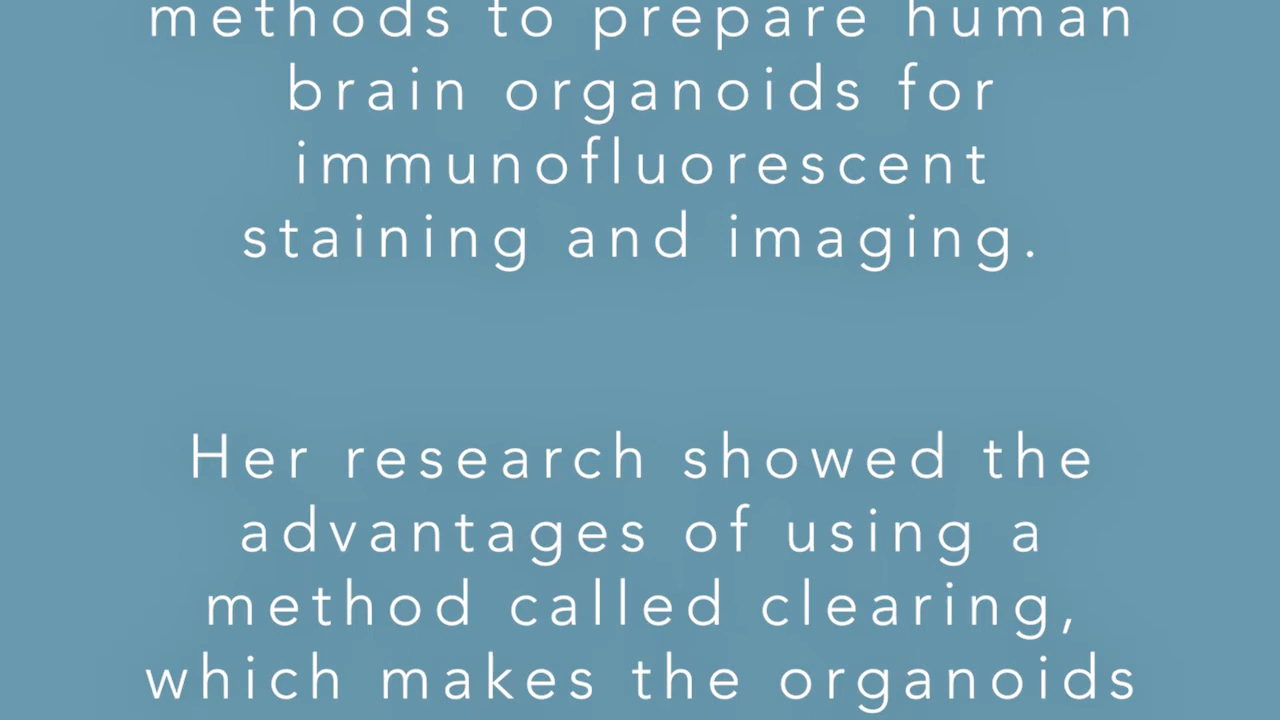 methods to prepare human
brain organoids for
immunofluorescent
staining and imaging.
Her research showed the
advantages of using a
method called clearing,
which makes the organoids